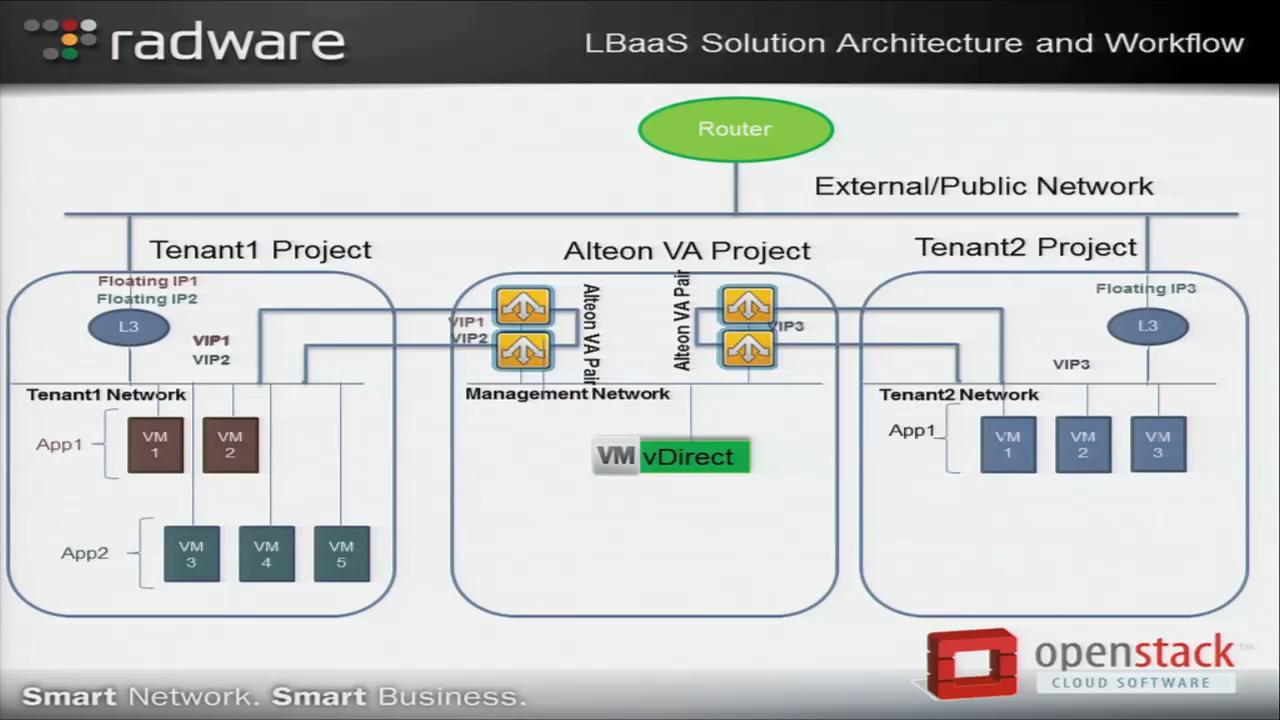 radware
LBaaS Solution Architecture and Workflow
Router
External/Public Network
Tenant1 Project
Alteon VA Project
Tenant2 Project
Floating IP1
Floating IP2
L3
VIP1
VIP2
VIP1
VIP2
Alteon VA Pair
Alteon VA Pair
VIP3
Floating IP3
L3
VIP3
Tenant1 Network
Management Network
Tenant2 Network
App1
VM
1
VM
2
VM vDirect
App1
VM
1
VM
2
VM
3
App2
VM
3
VM
4
VM
5
openstack™
CLOUD SOFTWARE
Smart Network. Smart Business.